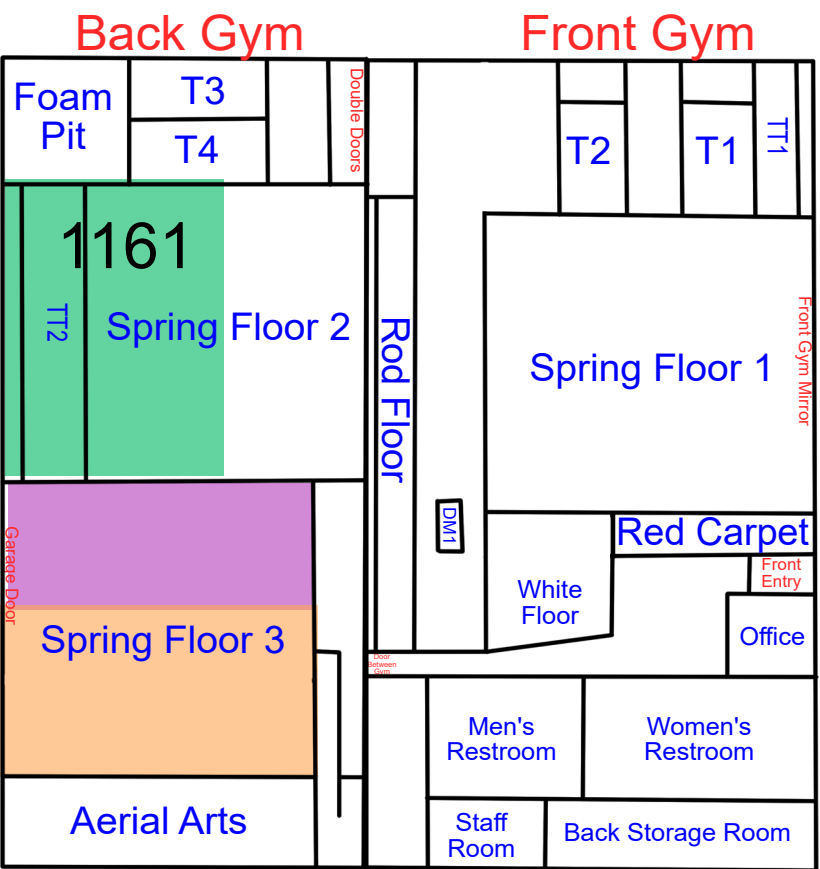 Back Gym
Front Gym
Foam
Pit
T3
T4
Double Doors
T2
T1
TT1
1161
TT2
Spring Floor 2
Rod Floor
Spring Floor 1
Front Gym Mirror
DM1
Red Carpet
Garage Door
White
Floor
Front
Entry
Spring Floor 3
Office
Door
Between
Gym
Men's
Restroom
Women's
Restroom
Aerial Arts
Staff
Room
Back Storage Room